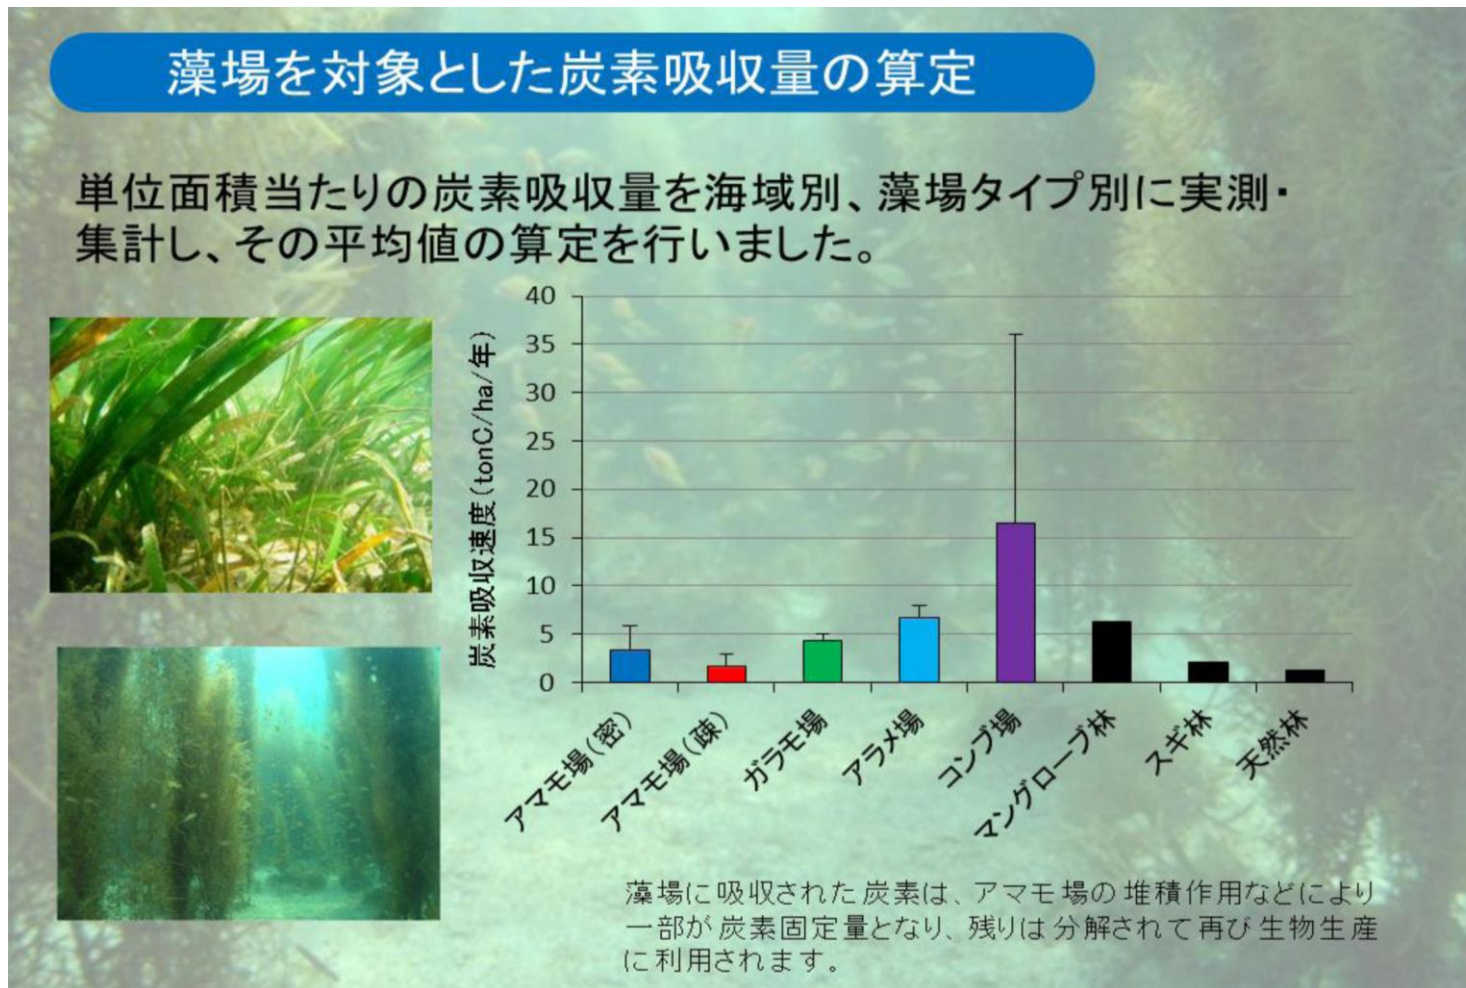 藻場を対象とした炭素吸収量の算定
単位面積当たりの炭素吸収量を海域別、藻場タイプ別に実測・
集計し、その平均値の算定を行いました。
炭素吸収速度(tonC/ha/年)
40
35
30
25
20
15
10
5
0
アマモ場(密)
アマモ場(疎)
ガラモ場
アラメ場
コンブ場
マングローブ林
スギ林
天然林
藻場に吸収された炭素は、アマモ場の堆積作用などにより
一部が炭素固定量となり、残りは分解されて再び生物生産
に利用されます。